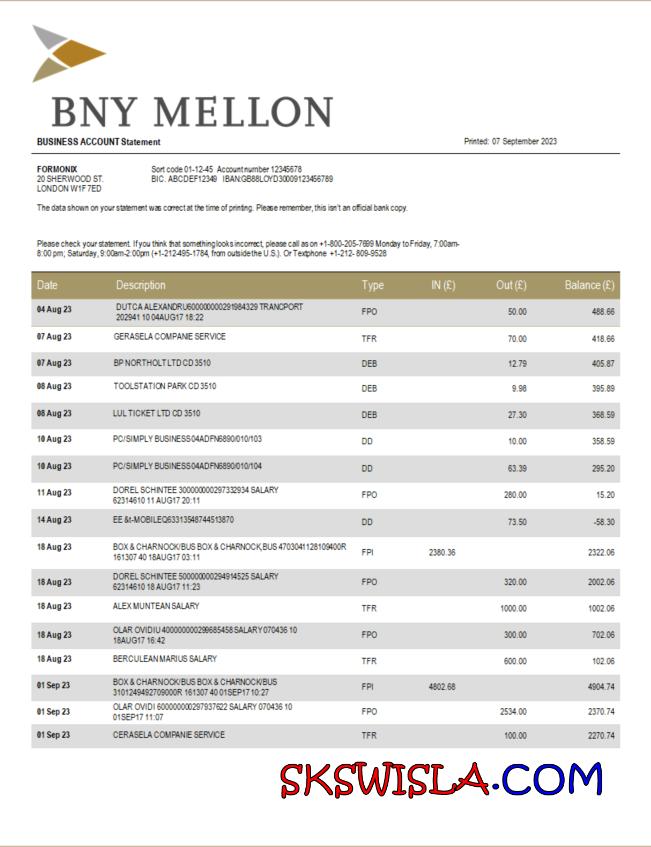 BNY MELLON
BUSINESS ACCOUNT Statement Printed: 07 September 2023
FORMONIX Sort code 01-12-45 Account number 12345678
20 SHERWOOD ST. BIC: ABCDEF12349 IBAN:GB88LOYD30009123456789
LONDON W1F 7ED
The data shown on your statement was correct at the time of printing. Please remember, this isn't an official bank copy.
Please check your statement. If you think that something looks incorrect, please call as on +1-800-205-7699 Monday to Friday, 7:00am-
8:00 pm; Saturday, 9:00am-2:00pm (+1-212-495-1784, from outside the U.S.). Or Textphone +1-212- 809-9528
Date Description Type IN (£) Out (£) Balance (£)
04 Aug 23 DUTCA ALEXANDRU600000000291984329 TRANCPORT
202941 10 04AUG17 18:22 FPO 50.00 488.66
07 Aug 23 GERASELA COMPANIE SERVICE TFR 70.00 418.66
07 Aug 23 BP NORTHOLT LTD CD 3510 DEB 12.79 405.87
08 Aug 23 TOOLSTATION PARK CD 3510 DEB 9.98 395.89
08 Aug 23 LUL TICKET LTD CD 3510 DEB 27.30 368.59
10 Aug 23 PC/SIMPLY BUSINESS04ADFN6890/010/103 DD 10.00 358.59
10 Aug 23 PC/SIMPLY BUSINESS04ADFN6890/010/104 DD 63.39 295.20
11 Aug 23 DOREL SCHINTEE 300000000297332934 SALARY
62314610 11 AUG17 20:11 FPO 280.00 15.20
14 Aug 23 EE &t-MOBILEQ63313548744513870 DD 73.50 -58.30
18 Aug 23 BOX & CHARNOCK/BUS BOX & CHARNOCK,BUS 4703041128109400R
161307 40 18AUG17 03:11 FPI 2380.36 2322.06
18 Aug 23 DOREL SCHINTEE 500000000294914525 SALARY
62314610 18 AUG17 11:23 FPO 320.00 2002.06
18 Aug 23 ALEX MUNTEAN SALARY TFR 1000.00 1002.06
18 Aug 23 OLAR OVIDIU 400000000299685458 SALARY 070436 10
18AUG17 16:42 FPO 300.00 702.06
18 Aug 23 BERCULEAN MARIUS SALARY TFR 600.00 102.06
01 Sep 23 BOX & CHARNOCK/BUS BOX & CHARNOCK/BUS
3101249492709000R 161307 40 01SEP17 10:27 FPI 4802.68 4904.74
01 Sep 23 OLAR OVIDI 600000000297937622 SALARY 070436 10
01SEP17 11:07 FPO 2534.00 2370.74
01 Sep 23 CERASELA COMPANIE SERVICE TFR 100.00 2270.74
SKSWISLA.COM